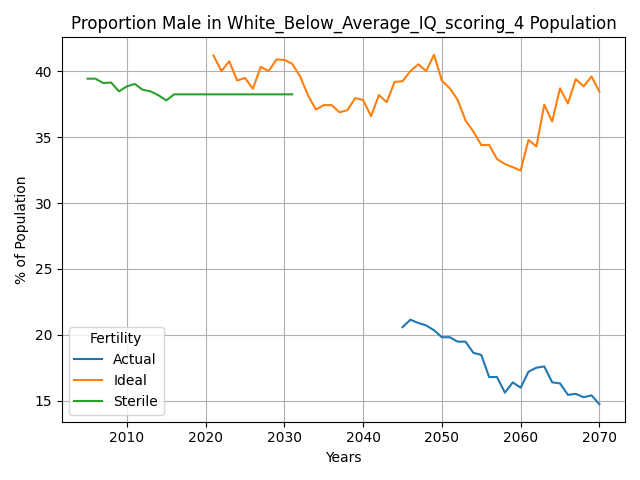 Proportion Male in White_Below_Average_IQ_scoring_4 Population
% of Population
40
35
30
25
20
15
Fertility
Actual
Ideal
Sterile
2010 2020 2030 2040 2050 2060 2070
Years